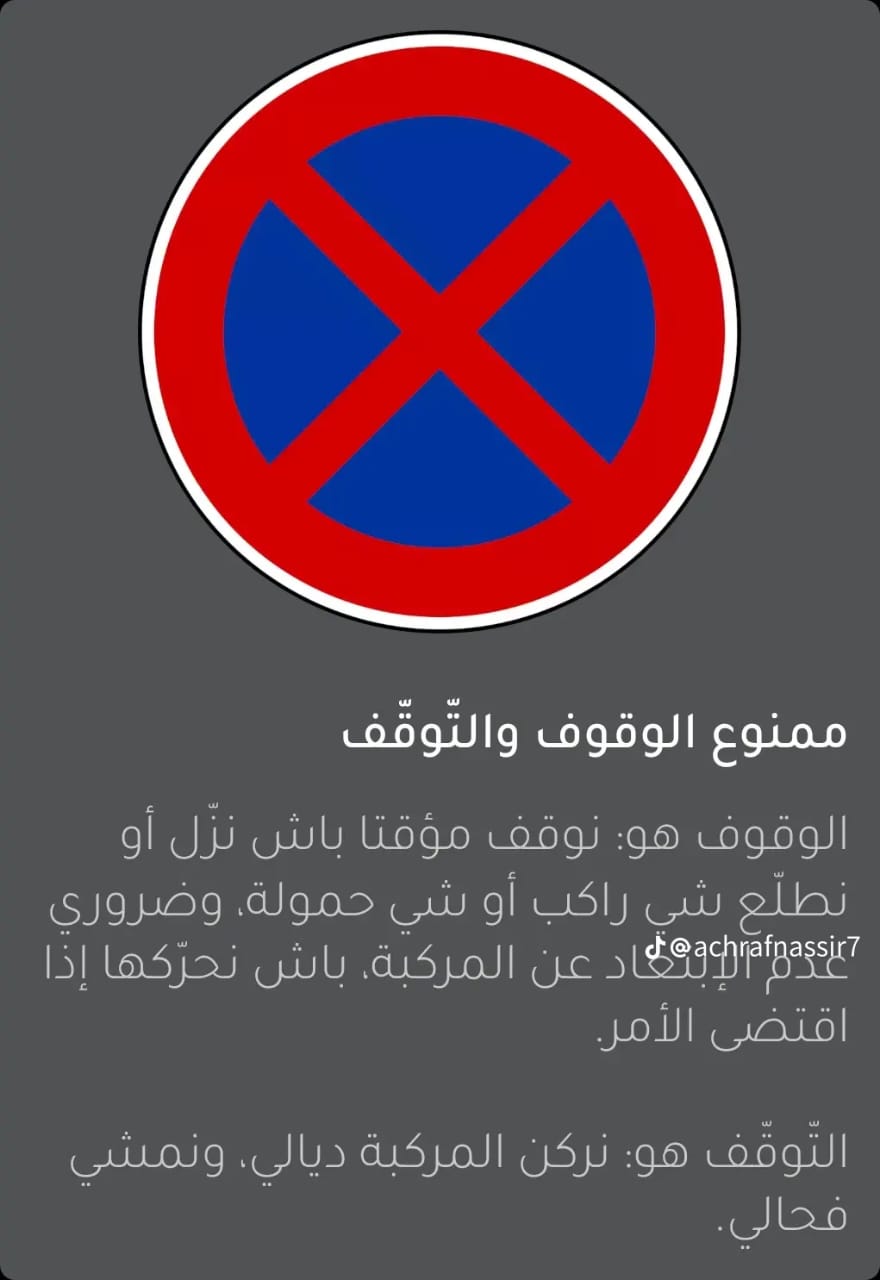 ممنوع الوقوف والتّوقّف
الوقوف هو: نوقف مؤقتا باش نزّل أو
نطلّع شي راكب أو شي حمولة، وضروري
عدم الإبتعاد عن المركبة، باش نحرّكها إذا
@achrafnassir7
اقتضى الأمر.
التّوقّف هو: نركن المركبة ديالي، ونمشي
فحالي.